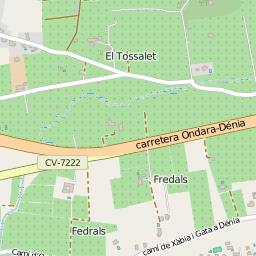 El Tossalet
carretera Ondara-Dénia
CV-7222
Fredals
Fedrals
camí de Xàbia i Gata a Dénia